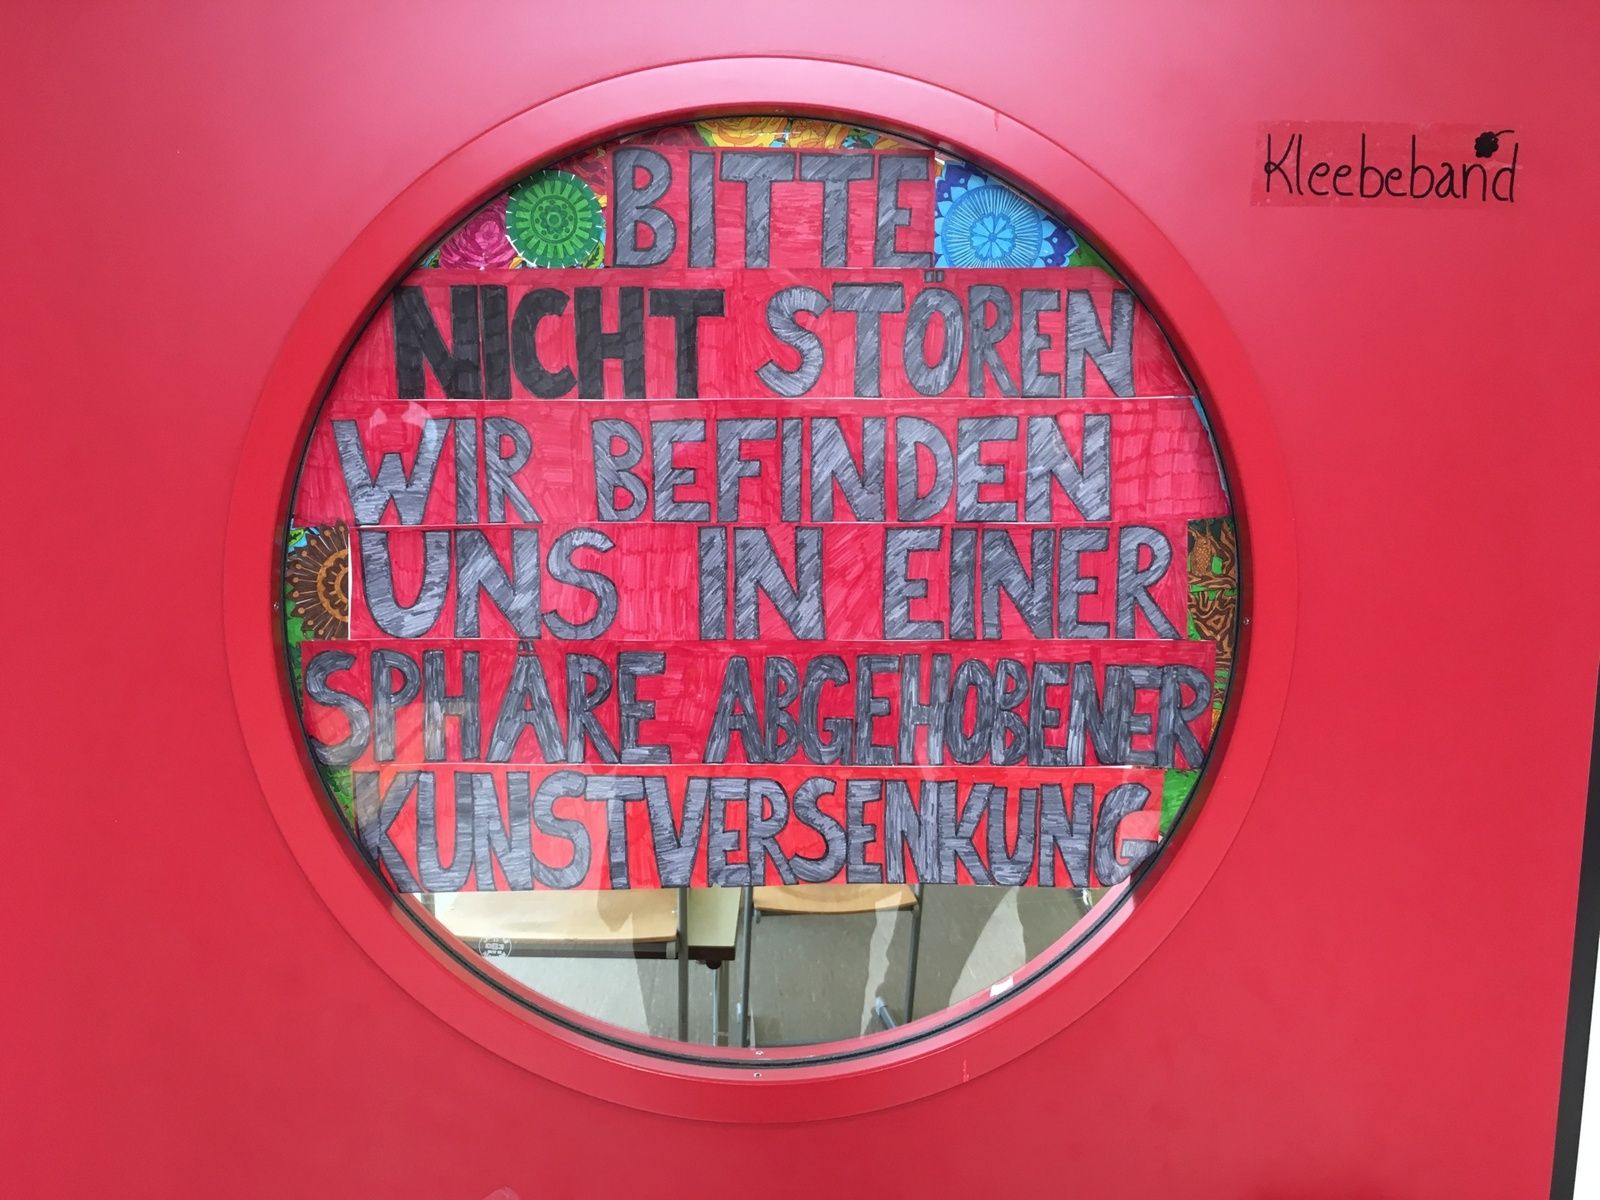 BITTE
NICHT STÖREN
WIR BEFINDEN
UNS IN EINER
SPHÄRE ABGEHOBENER
KUNSTVERSENKUNG
Kleebeband